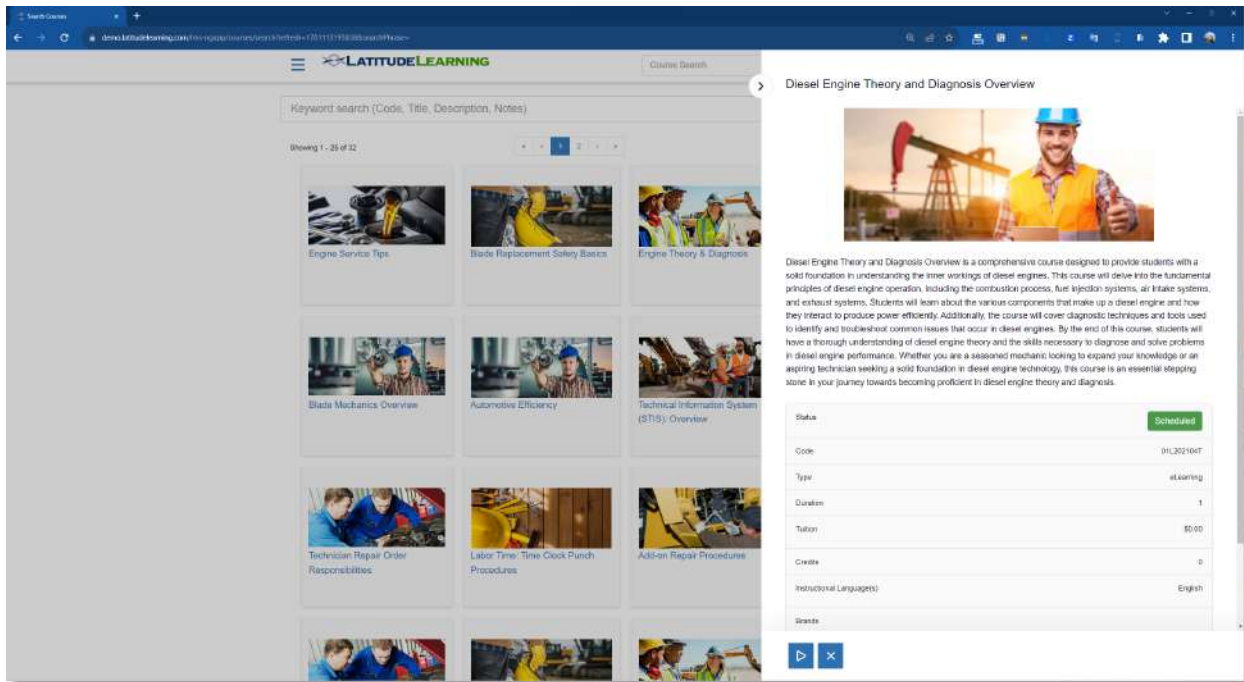 Search Courses
LATITUDELEARNING
Course Search
Keyword search (Code, Title, Description, Notes)
Showing 1 - 25 of 32
« ‹ 1 2 › »
Engine Service Tips
Blade Replacement Safety Basics
Engine Theory & Diagnosis
Blade Mechanics Overview
Automotive Efficiency
Technical Information System
(STIS): Overview
Technician Repair Order
Responsibilities
Labor Time: Time Clock Punch
Procedures
Add-on Repair Procedures
Diesel Engine Theory and Diagnosis Overview
Diesel Engine Theory and Diagnosis Overview is a comprehensive course designed to provide students with a
solid foundation in understanding the inner workings of diesel engines. This course will delve into the fundamental
principles of diesel engine operation, including the combustion process, fuel injection systems, air intake systems,
and exhaust systems. Students will learn about the various components that make up a diesel engine and how
they interact to produce power efficiently. Additionally, the course will cover diagnostic techniques and tools used
to identify and troubleshoot common issues that occur in diesel engines. By the end of this course, students will
have a thorough understanding of diesel engine theory and the skills necessary to diagnose and solve problems
in diesel engine performance. Whether you are a seasoned mechanic looking to expand your knowledge or an
aspiring technician seeking a solid foundation in diesel engine technology, this course is an essential stepping
stone in your journey towards becoming proficient in diesel engine theory and diagnosis.
Status Scheduled
Code 01L202104T
Type eLearning
Duration 1
Tuition $0.00
Credits 0
Instructional Language(s) English
Brands